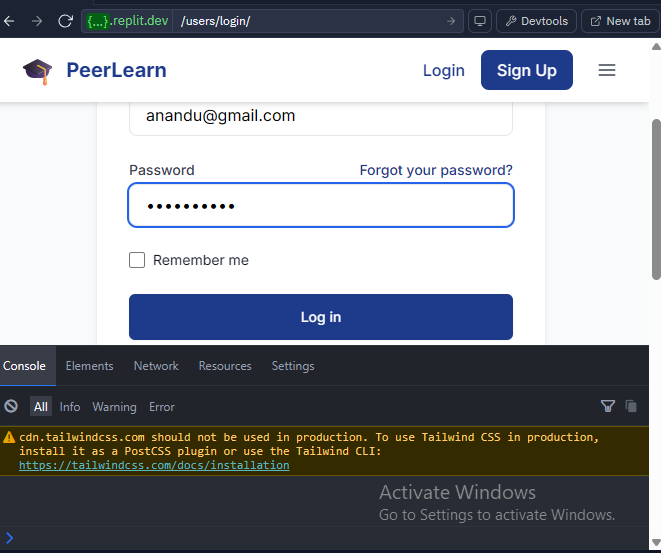 {...}.replit.dev /users/login/ Devtools New tab
PeerLearn Login Sign Up
anandu@gmail.com
Password Forgot your password?
••••••••••
Remember me
Log in
Console Elements Network Resources Settings
All Info Warning Error
cdn.tailwindcss.com should not be used in production. To use Tailwind CSS in production,
install it as a PostCSS plugin or use the Tailwind CLI:
https://tailwindcss.com/docs/installation
Activate Windows
Go to Settings to activate Windows.